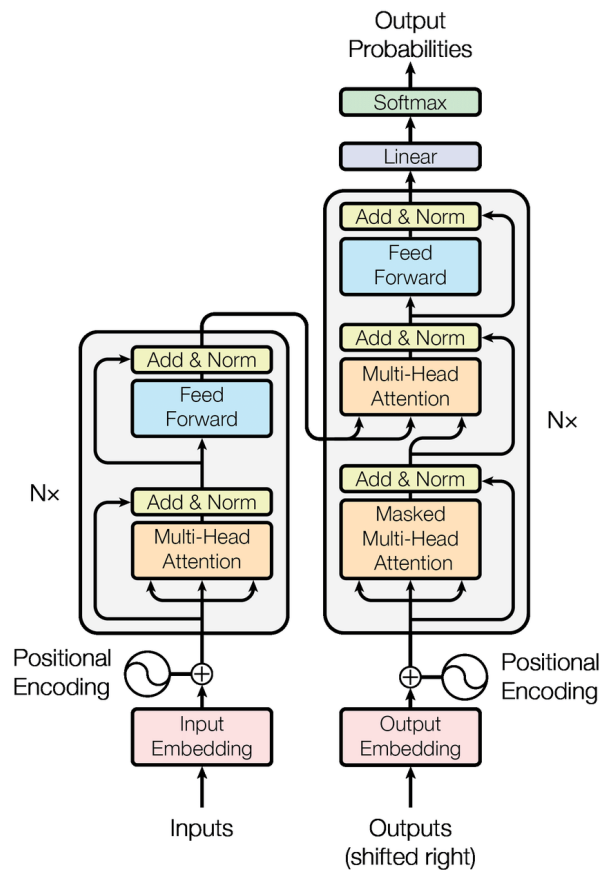 Output
Probabilities
Softmax
Linear
Add & Norm
Feed
Forward
Add & Norm
Multi-Head
Attention
Add & Norm
Masked
Multi-Head
Attention
N×
Add & Norm
Feed
Forward
N×
Add & Norm
Multi-Head
Attention
Positional
Encoding
Positional
Encoding
Input
Embedding
Output
Embedding
Inputs
Outputs
(shifted right)